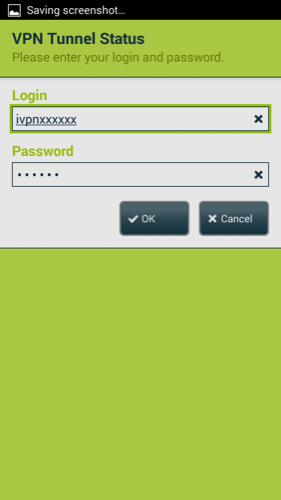 Saving screenshot...
VPN Tunnel Status
Please enter your login and password.
Login
ivpnxxxxxx
Password
••••••
OK
Cancel